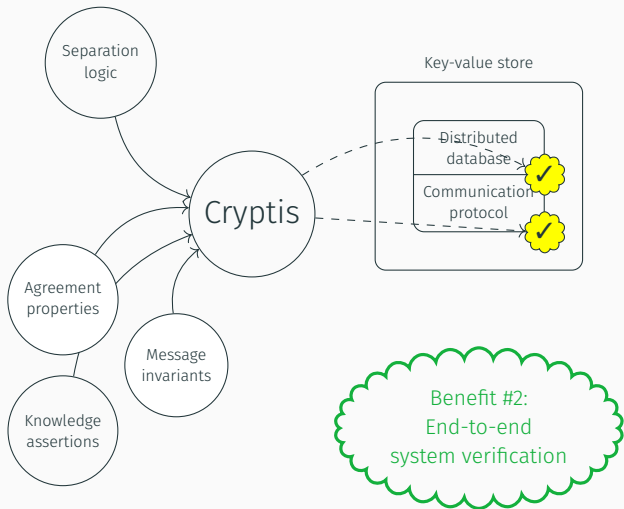 Separation
logic
Key-value store
Distributed
database
Communication
protocol
Cryptis
Agreement
properties
Message
invariants
Knowledge
assertions
Benefit #2:
End-to-end
system verification